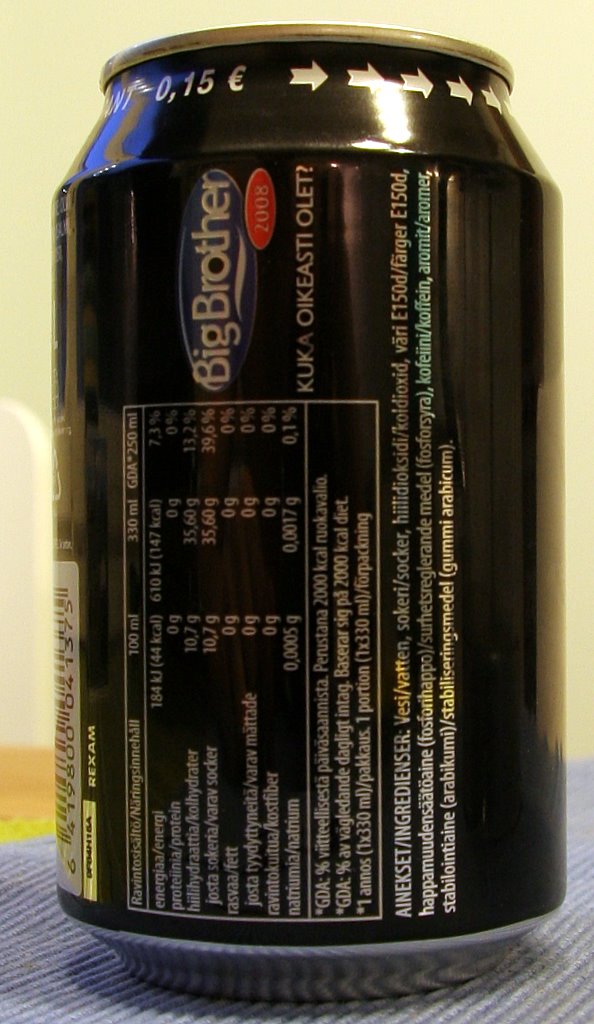 0,15 €
Big Brother
2008
KUKA OIKEASTI OLET?
Ravintosisältö/Näringsinnehåll 100 ml 330 ml GDA*250 ml
energiaa/energi 184 kJ (44 kcal) 610 kJ (147 kcal) 7,3 %
proteiinia/protein 0 g 0 g 0 %
hiilihydraattia/kolhydrater 10,7 g 35,60 g 13,2 %
josta sokeria/varav socker 10,7 g 35,60 g 39,6 %
rasvaa/fett 0 g 0 g 0 %
josta tyydyttyneitä/varav mättade 0 g 0 g 0 %
ravintokuitua/kostfiber 0 g 0 g 0 %
natriumia/natrium 0,0005 g 0,0017 g 0,1 %
*GDA: % viitteellisestä päiväsaannista. Perustana 2000 kcal ruokavalio.
*GDA: % av vägledande dagligt intag. Baserar sig på 2000 kcal diet.
*1 annos (1x330 ml)/pakkaus. 1 portion (1x330 ml)/förpackning
AINEKSET/INGREDIENSER: Vesi/vatten, sokeri/socker, hiilidioksidi/koldioxid, väri E150d/färger E150d,
happamuudensäätöaine (fosforihappo)/surhetsreglerande medel (fosforsyra), kofeiini/koffein, aromit/aromer,
stabilointiaine (arabikumi)/stabiliseringsmedel (gummi arabicum).
6 419800 041375
REXAM